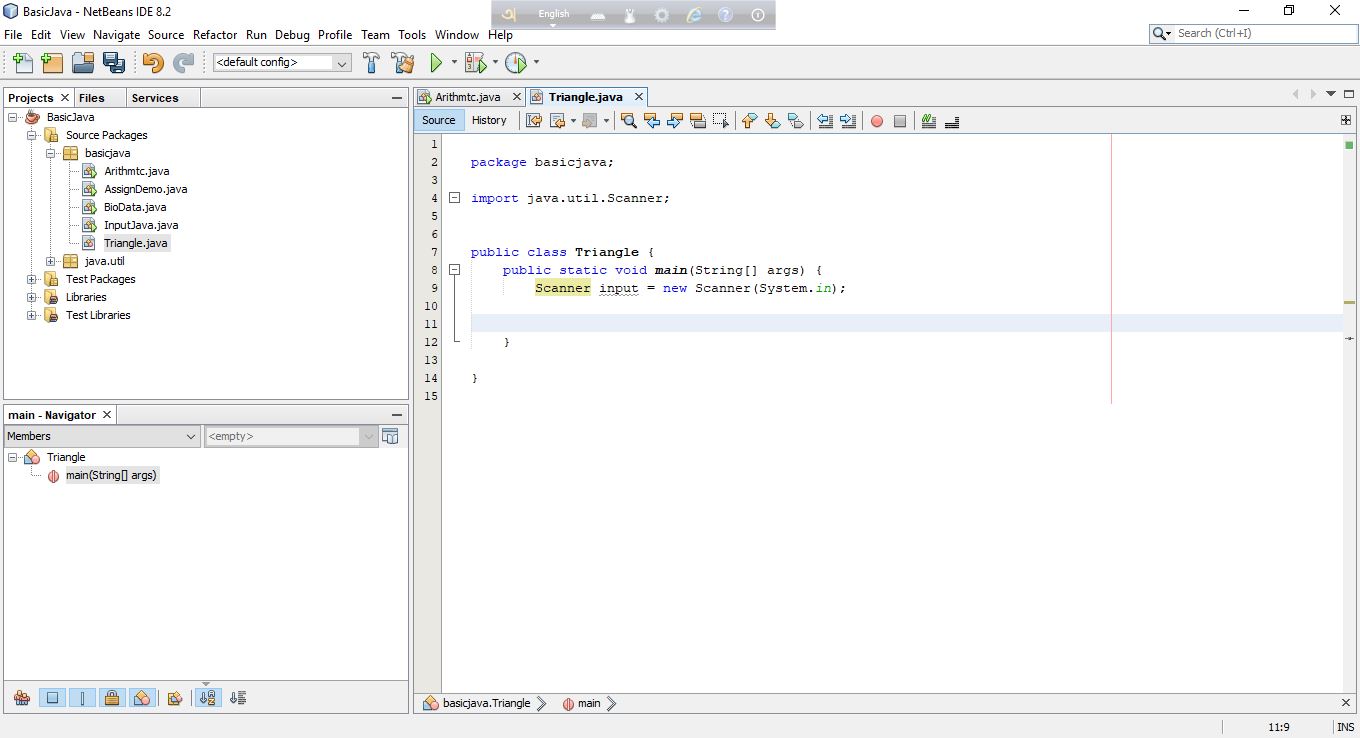 BasicJava - NetBeans IDE 8.2
English
File Edit View Navigate Source Refactor Run Debug Profile Team Tools Window Help
Search (Ctrl+I)
<default config>
Projects Files Services
BasicJava
Source Packages
basicjava
Arithmtc.java
AssignDemo.java
BioData.java
InputJava.java
Triangle.java
java.util
Test Packages
Libraries
Test Libraries
main - Navigator
Members <empty>
Triangle
main(String[] args)
Arithmtc.java Triangle.java
Source History
1
2 package basicjava;
3
4 import java.util.Scanner;
5
6
7 public class Triangle {
8 public static void main(String[] args) {
9 Scanner input = new Scanner(System.in);
10
11
12 }
13
14 }
15
basicjava.Triangle main
11:9 INS